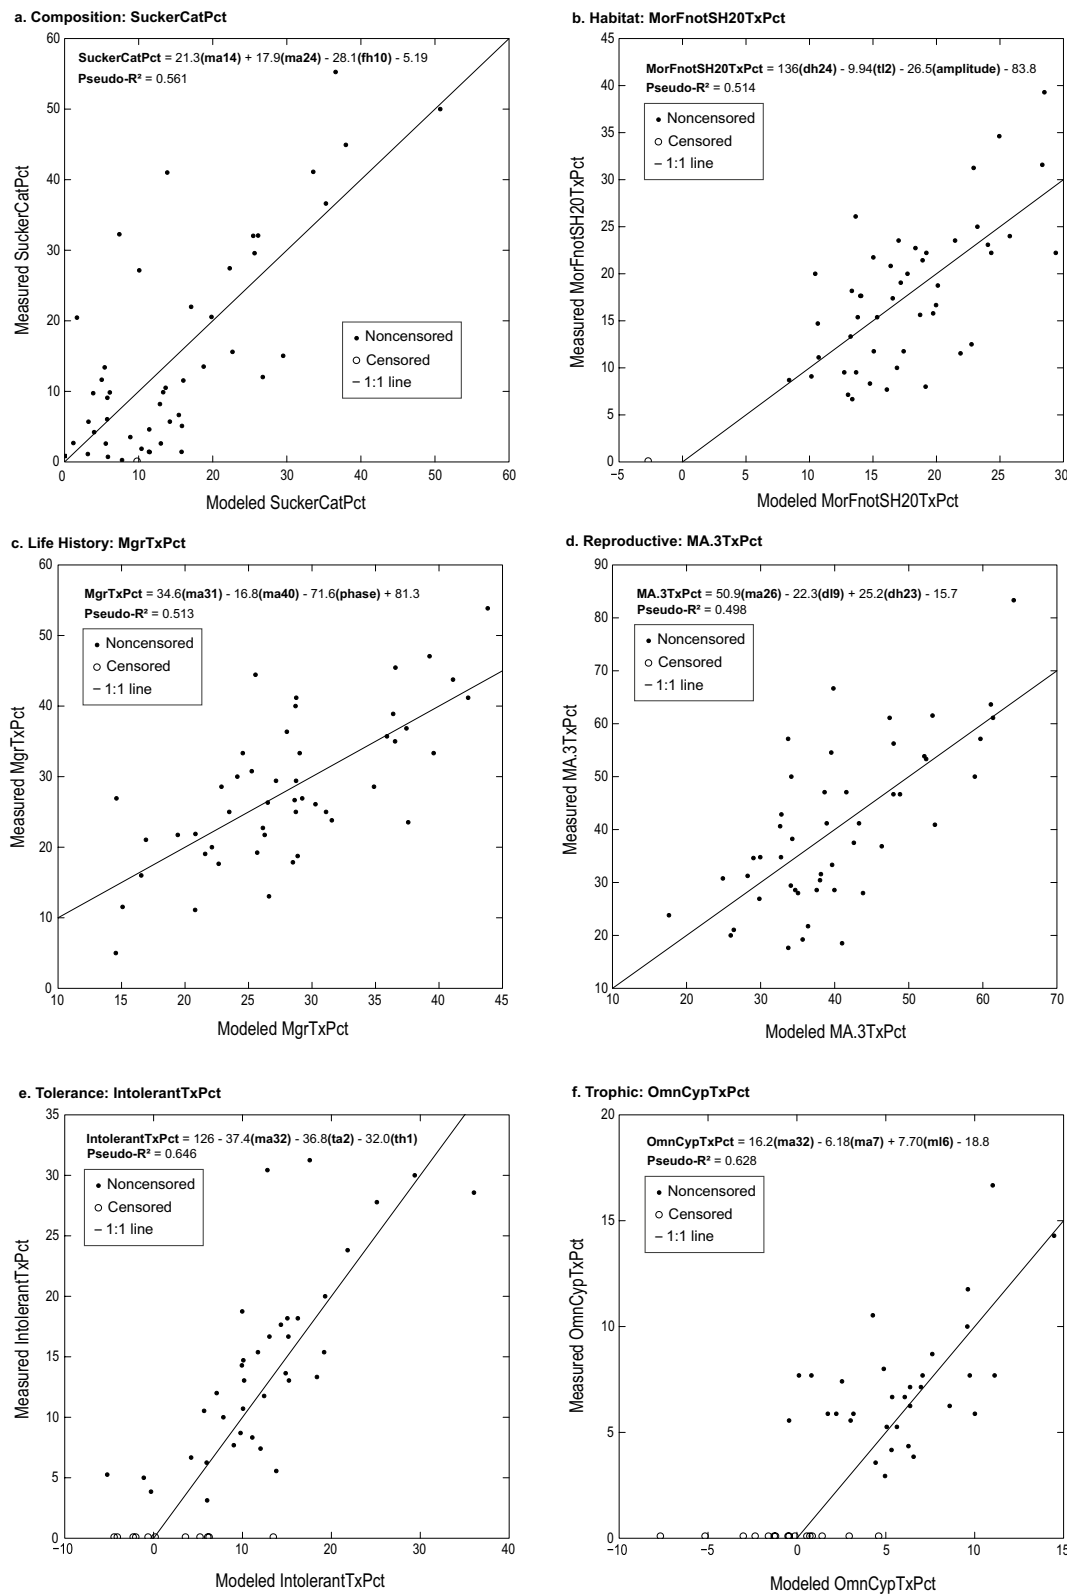 a. Composition: SuckerCatPct
SuckerCatPct = 21.3(ma14) + 17.9(ma24) - 28.1(fh10) - 5.19
Pseudo-R² = 0.561
60
50
40
30
20
10
0
Measured SuckerCatPct
Noncensored
Censored
– 1:1 line
0 10 20 30 40 50 60
Modeled SuckerCatPct
b. Habitat: MorFnotSH20TxPct
MorFnotSH20TxPct = 136(dh24) - 9.94(tl2) - 26.5(amplitude) - 83.8
Pseudo-R² = 0.514
Noncensored
Censored
– 1:1 line
45
40
35
30
25
20
15
10
5
0
Measured MorFnotSH20TxPct
−5 0 5 10 15 20 25 30
Modeled MorFnotSH20TxPct
c. Life History: MgrTxPct
MgrTxPct = 34.6(ma31) - 16.8(ma40) - 71.6(phase) + 81.3
Pseudo-R² = 0.513
Noncensored
Censored
– 1:1 line
60
50
40
30
20
10
0
Measured MgrTxPct
10 15 20 25 30 35 40 45
Modeled MgrTxPct
d. Reproductive: MA.3TxPct
MA.3TxPct = 50.9(ma26) - 22.3(dl9) + 25.2(dh23) - 15.7
Pseudo-R² = 0.498
Noncensored
Censored
– 1:1 line
90
80
70
60
50
40
30
20
10
Measured MA.3TxPct
10 20 30 40 50 60 70
Modeled MA.3TxPct
e. Tolerance: IntolerantTxPct
IntolerantTxPct = 126 - 37.4(ma32) - 36.8(ta2) - 32.0(th1)
Pseudo-R² = 0.646
Noncensored
Censored
– 1:1 line
35
30
25
20
15
10
5
0
Measured IntolerantTxPct
−10 0 10 20 30 40
Modeled IntolerantTxPct
f. Trophic: OmnCypTxPct
OmnCypTxPct = 16.2(ma32) - 6.18(ma7) + 7.70(ml6) - 18.8
Pseudo-R² = 0.628
Noncensored
Censored
– 1:1 line
20
15
10
5
0
Measured OmnCypTxPct
−10 −5 0 5 10 15
Modeled OmnCypTxPct